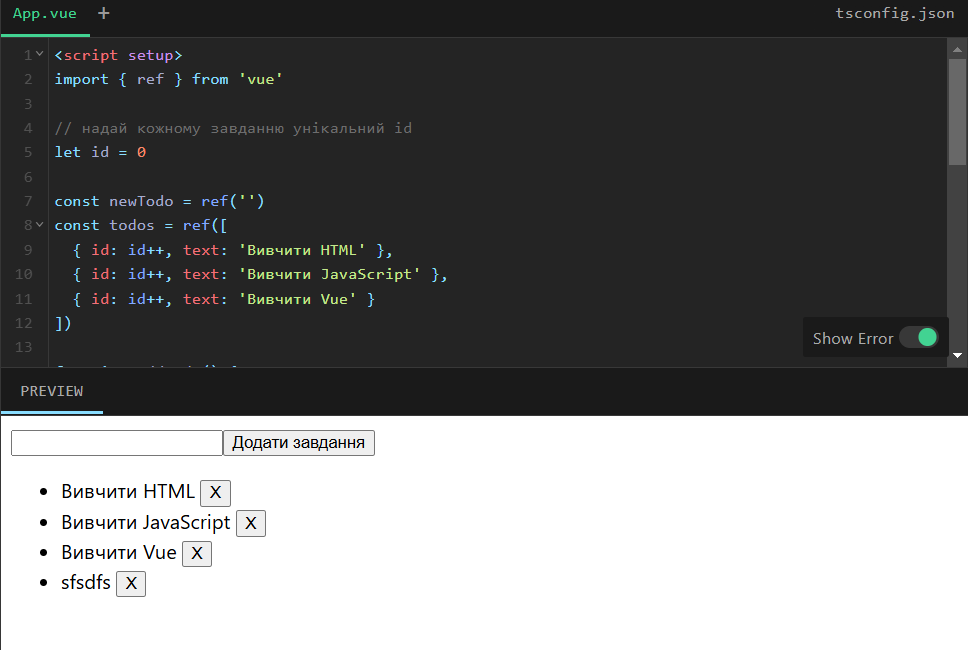 App.vue + tsconfig.json
1 <script setup>
2 import { ref } from 'vue'
3
4 // надай кожному завданню унікальний id
5 let id = 0
6
7 const newTodo = ref('')
8 const todos = ref([
9 { id: id++, text: 'Вивчити HTML' },
10 { id: id++, text: 'Вивчити JavaScript' },
11 { id: id++, text: 'Вивчити Vue' }
12 ])
13
Show Error
PREVIEW
Додати завдання
Вивчити HTML X
Вивчити JavaScript X
Вивчити Vue X
sfsdfs X